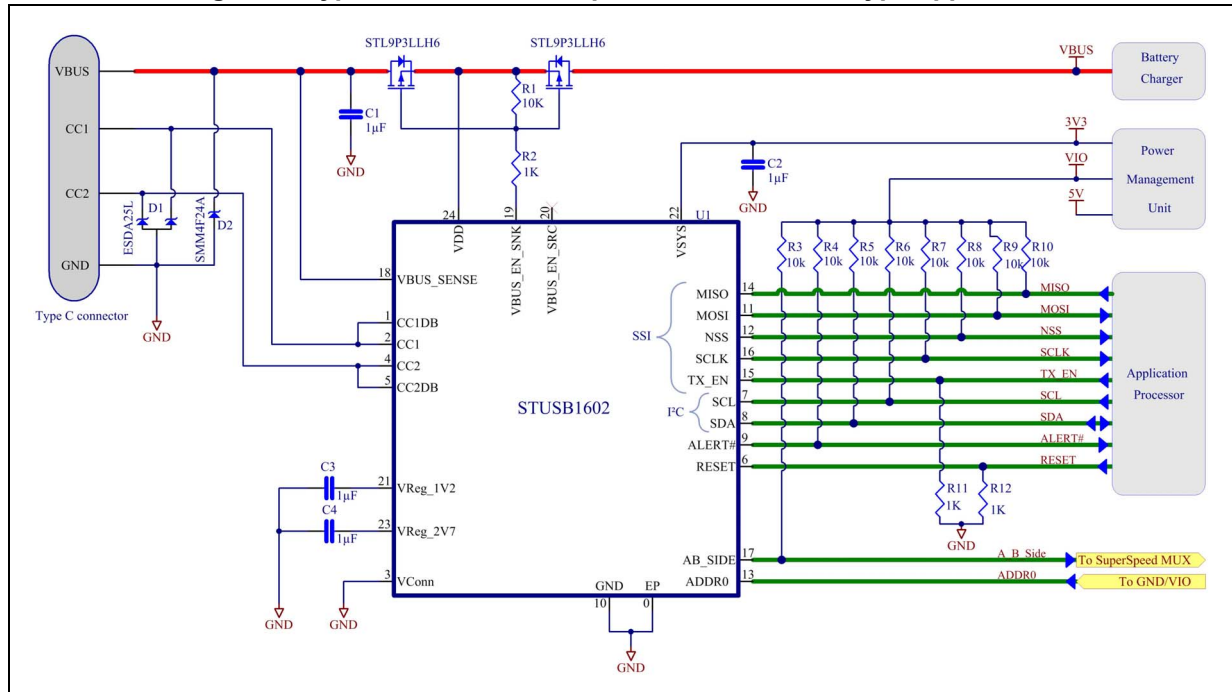 STL9P3LLH6
STL9P3LLH6
VBUS
VBUS
Battery
Charger
R1
10K
C1
1µF
GND
CC1
3V3
Power
VIO
Management
5V
Unit
R2
1K
C2
1µF
GND
CC2
ESDA25L
D1
SMM4F24A
D2
GND
Type C connector
GND
24
19
20
22
U1
VDD
VBUS_EN_SNK
VBUS_EN_SRC
VSYS
R3
10k
R4
10k
R5
10k
R6
10k
R7
10k
R8
10k
R9
10k
R10
10k
18
VBUS_SENSE
1
CC1DB
2
CC1
4
CC2
5
CC2DB
SSI
I²C
STUSB1602
MISO
14
MISO
MOSI
11
MOSI
NSS
12
NSS
SCLK
16
SCLK
TX_EN
15
TX_EN
SCL
7
SCL
SDA
8
SDA
ALERT#
9
ALERT#
RESET
6
RESET
Application
Processor
C3
1µF
21
VReg_1V2
C4
1µF
23
VReg_2V7
3
VConn
GND
GND
R11
1K
R12
1K
GND
AB_SIDE
17
A_B_Side
To SuperSpeed MUX
ADDR0
13
ADDR0
To GND/VIO
GND
EP
10
0
GND